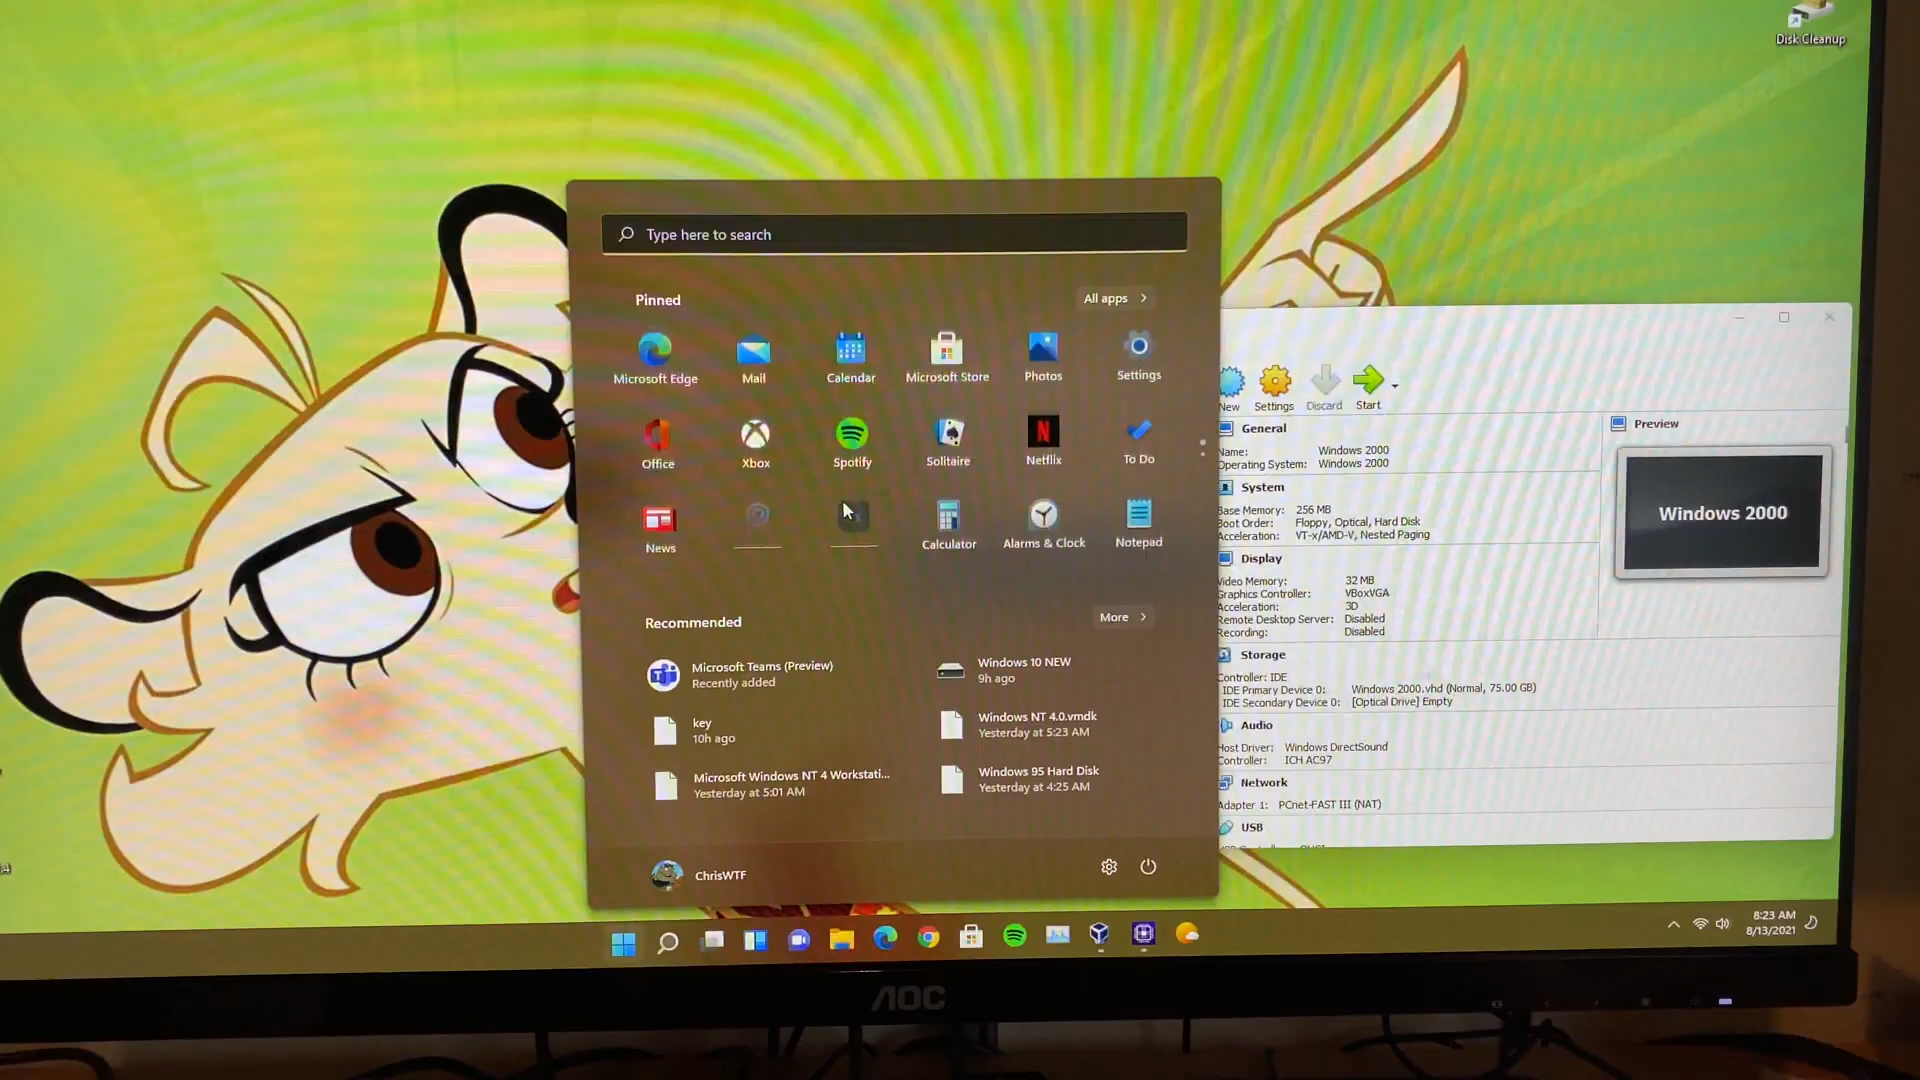 Disk Cleanup
Type here to search
Pinned
All apps
Microsoft Edge
Mail
Calendar
Microsoft Store
Photos
Settings
Office
Xbox
Spotify
Solitaire
Netflix
To Do
News
Calculator
Alarms & Clock
Notepad
Recommended
More
Microsoft Teams (Preview)
Recently added
Windows 10 NEW
9h ago
key
10h ago
Windows NT 4.0.vmdk
Yesterday at 5:23 AM
Microsoft Windows NT 4 Workstati...
Yesterday at 5:01 AM
Windows 95 Hard Disk
Yesterday at 4:25 AM
ChrisWTF
New
Settings
Discard
Start
General
Name: Windows 2000
Operating System: Windows 2000
System
Base Memory: 256 MB
Boot Order: Floppy, Optical, Hard Disk
Acceleration: VT-x/AMD-V, Nested Paging
Display
Video Memory: 32 MB
Graphics Controller: VBoxVGA
Acceleration: 3D
Remote Desktop Server: Disabled
Recording: Disabled
Storage
Controller: IDE
IDE Primary Device 0: Windows 2000.vhd (Normal, 75.00 GB)
IDE Secondary Device 0: [Optical Drive] Empty
Audio
Host Driver: Windows DirectSound
Controller: ICH AC97
Network
Adapter 1: PCnet-FAST III (NAT)
USB
Preview
Windows 2000
8:23 AM
8/13/2021
AOC